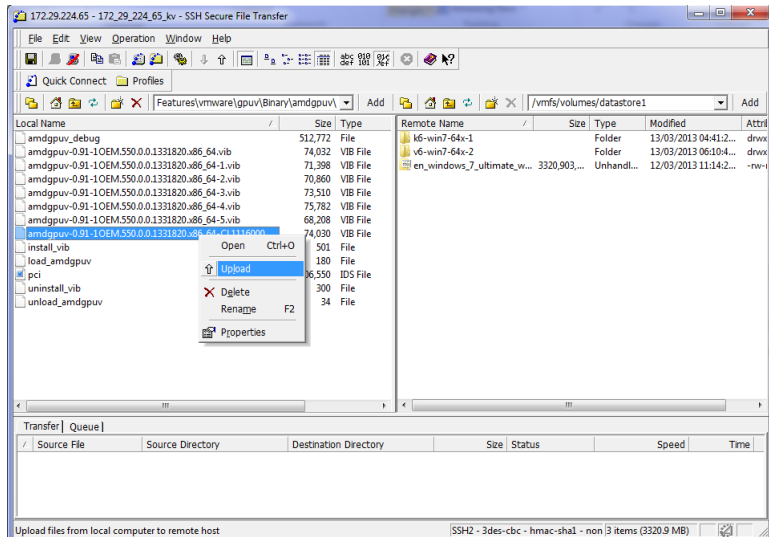 172.29.224.65 - 172_29_224_65_kv - SSH Secure File Transfer
File Edit View Operation Window Help
Quick Connect Profiles
Features\vmware\gpuv\Binary\amdgpuv\ Add /vmfs/volumes/datastore1 Add
Local Name / Size Type Remote Name / Size Type Modified Attri
amdgpuv_debug 512,772 File k6-win7-64x-1 Folder 13/03/2013 04:41:2... drwx
amdgpuv-0.91-1OEM.550.0.0.1331820.x86_64.vib 74,032 VIB File v6-win7-64x-2 Folder 13/03/2013 06:10:4... drwx
amdgpuv-0.91-1OEM.550.0.0.1331820.x86_64-1.vib 71,398 VIB File en_windows_7_ultimate_w... 3320,903,... Unhandl... 12/03/2013 11:14:2... -rw-r
amdgpuv-0.91-1OEM.550.0.0.1331820.x86_64-2.vib 70,860 VIB File
amdgpuv-0.91-1OEM.550.0.0.1331820.x86_64-3.vib 73,510 VIB File
amdgpuv-0.91-1OEM.550.0.0.1331820.x86_64-4.vib 75,782 VIB File
amdgpuv-0.91-1OEM.550.0.0.1331820.x86_64-5.vib 68,208 VIB File
amdgpuv-0.91-1OEM.550.0.0.1331820.x86_64-CL1116000 74,030 VIB File
install_vib 501 File
load_amdgpuv 180 File
pci 06,550 IDS File
uninstall_vib 300 File
unload_amdgpuv 34 File
Open Ctrl+O
Upload
Delete
Rename F2
Properties
Transfer Queue
/ Source File Source Directory Destination Directory Size Status Speed Time
Upload files from local computer to remote host SSH2 - 3des-cbc - hmac-sha1 - non 3 items (3320.9 MB)